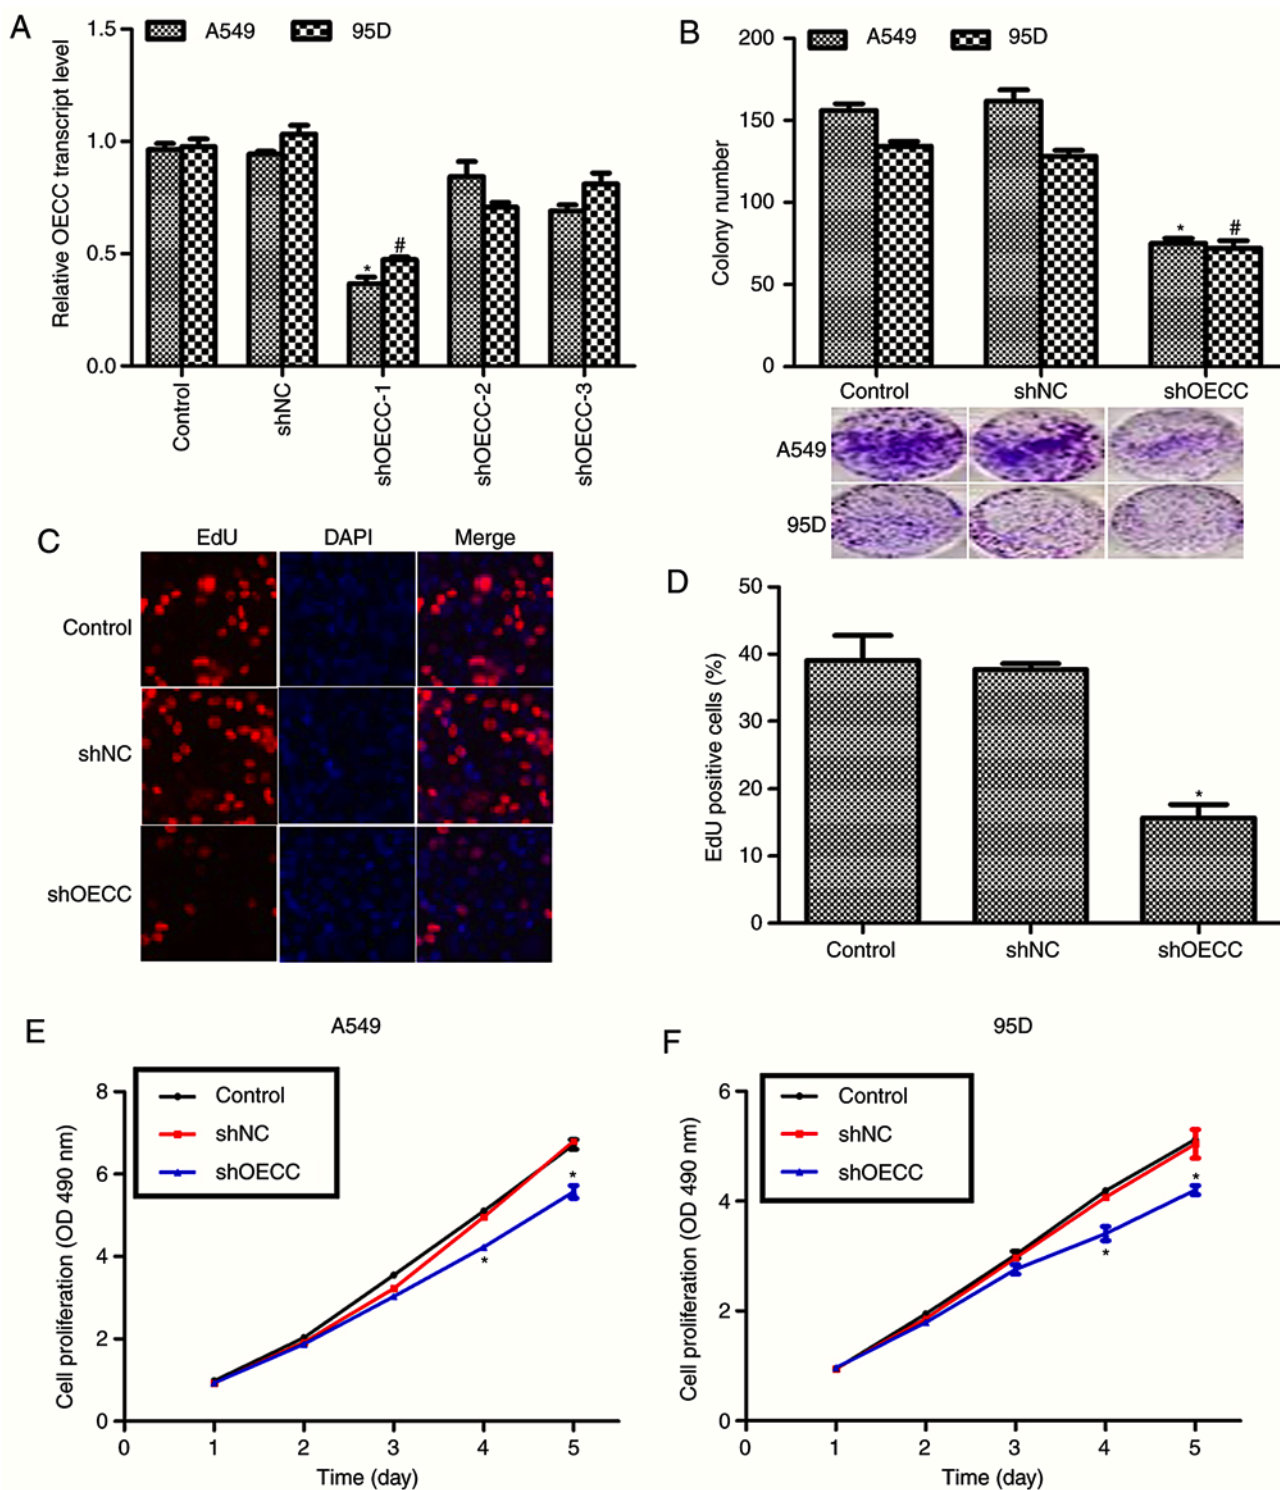 A
A549
95D
Relative OECC transcript level
1.5
1.0
0.5
0.0
*
#
Control
shNC
shOECC-1
shOECC-2
shOECC-3
B
A549
95D
Colony number
200
150
100
50
0
*
#
Control
shNC
shOECC
A549
95D
C
EdU
DAPI
Merge
Control
shNC
shOECC
D
EdU positive cells (%)
50
40
30
20
10
0
*
Control
shNC
shOECC
E
A549
Control
shNC
shOECC
Cell proliferation (OD 490 nm)
8
6
4
2
0
*
*
0 1 2 3 4 5
Time (day)
F
95D
Control
shNC
shOECC
Cell proliferation (OD 490 nm)
6
4
2
0
*
*
0 1 2 3 4 5
Time (day)